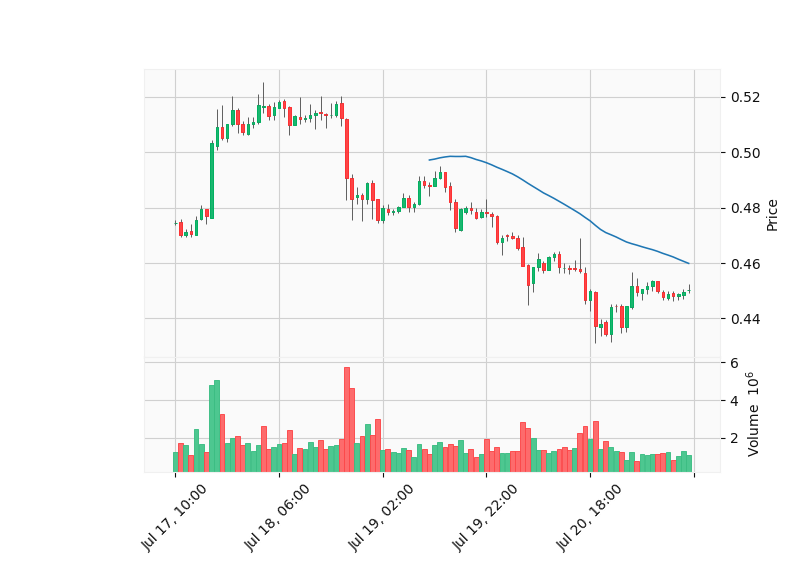 0.52
0.50
0.48
0.46
0.44
Price
6
4
2
Volume 10^6
Jul 17, 10:00
Jul 18, 06:00
Jul 19, 02:00
Jul 19, 22:00
Jul 20, 18:00